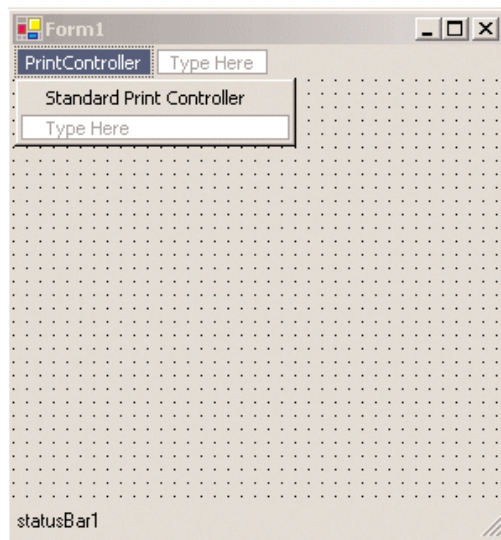 Form1
PrintController Type Here
Standard Print Controller
Type Here
statusBar1